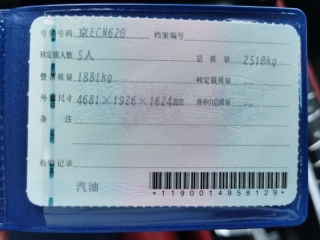 号牌号码 京ECN620 档案编号
核定载人数 5人 总质量 2518kg
整备质量 1881kg 核定载质量 --
外廓尺寸 4681×1926×1624mm 准牵引总质量 --
备注
检验记录
汽油
*1190014958129*